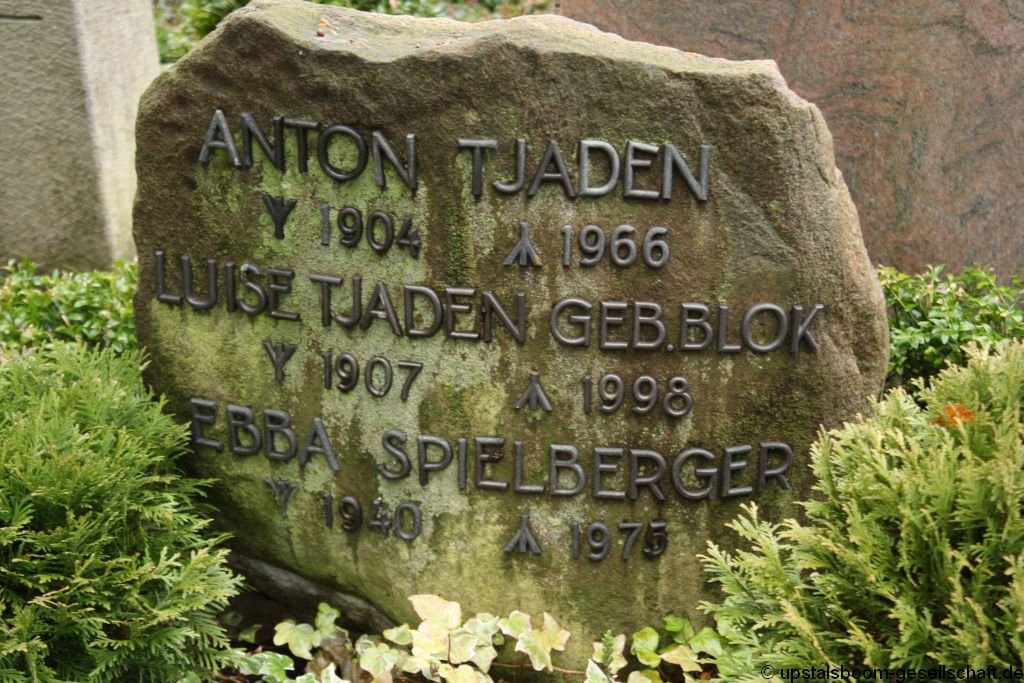 ANTON TJADEN
1904 1966
LUISE TJADEN GEB. BLOK
1907 1998
EBBA SPIELBERGER
1940 1975
© upstalsboom-gesellschaft.de